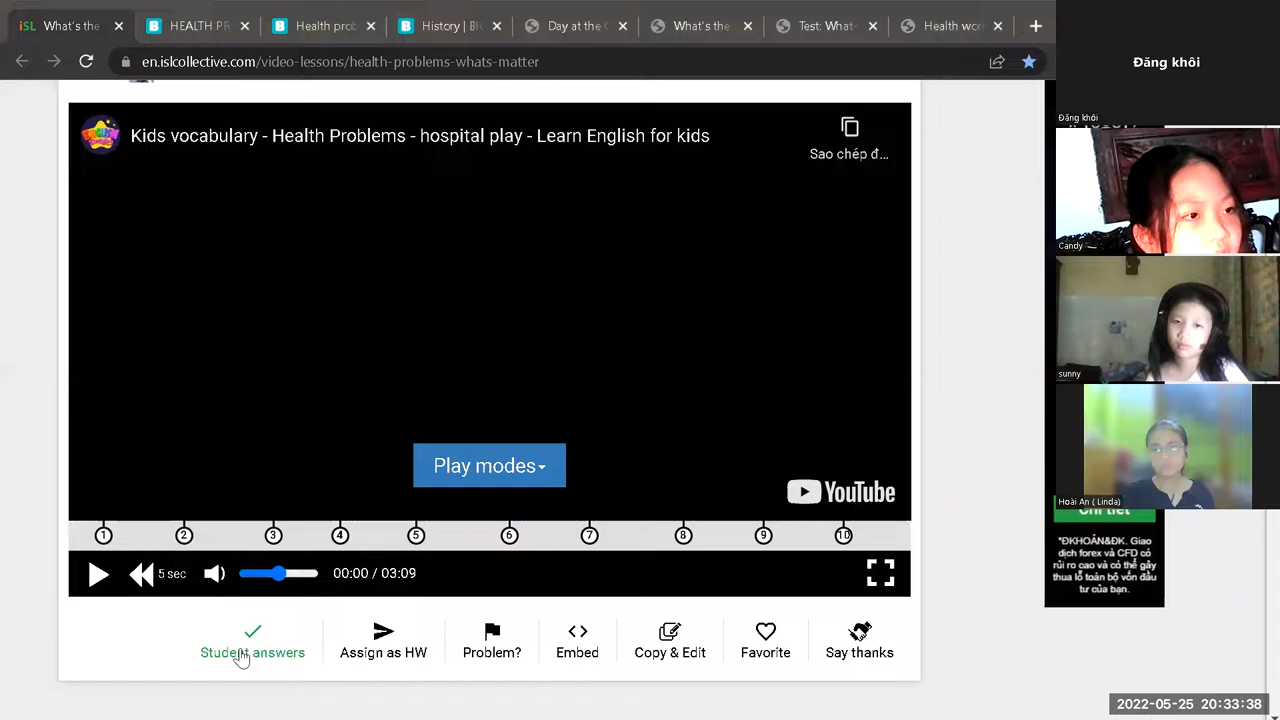 iSL What's the
HEALTH PR
Health prob
History | Bl
Day at the
What's the
Test: What-
Health wor
en.islcollective.com/video-lessons/health-problems-whats-matter
Kids vocabulary - Health Problems - hospital play - Learn English for kids
Sao chép đ...
Play modes
YouTube
1 2 3 4 5 6 7 8 9 10
5 sec 00:00 / 03:09
Student answers
Assign as HW
Problem?
Embed
Copy & Edit
Favorite
Say thanks
Đăng khôi
Đăng khôi
Candy
sunny
Hoài An ( Linda)
Chi tiết
"ĐKHOẢN&ĐK. Giao
dịch forex và CFD có
rủi ro cao và có thể gây
thua lỗ toàn bộ vốn đầu
tư của bạn.
2022-05-25 20:33:38